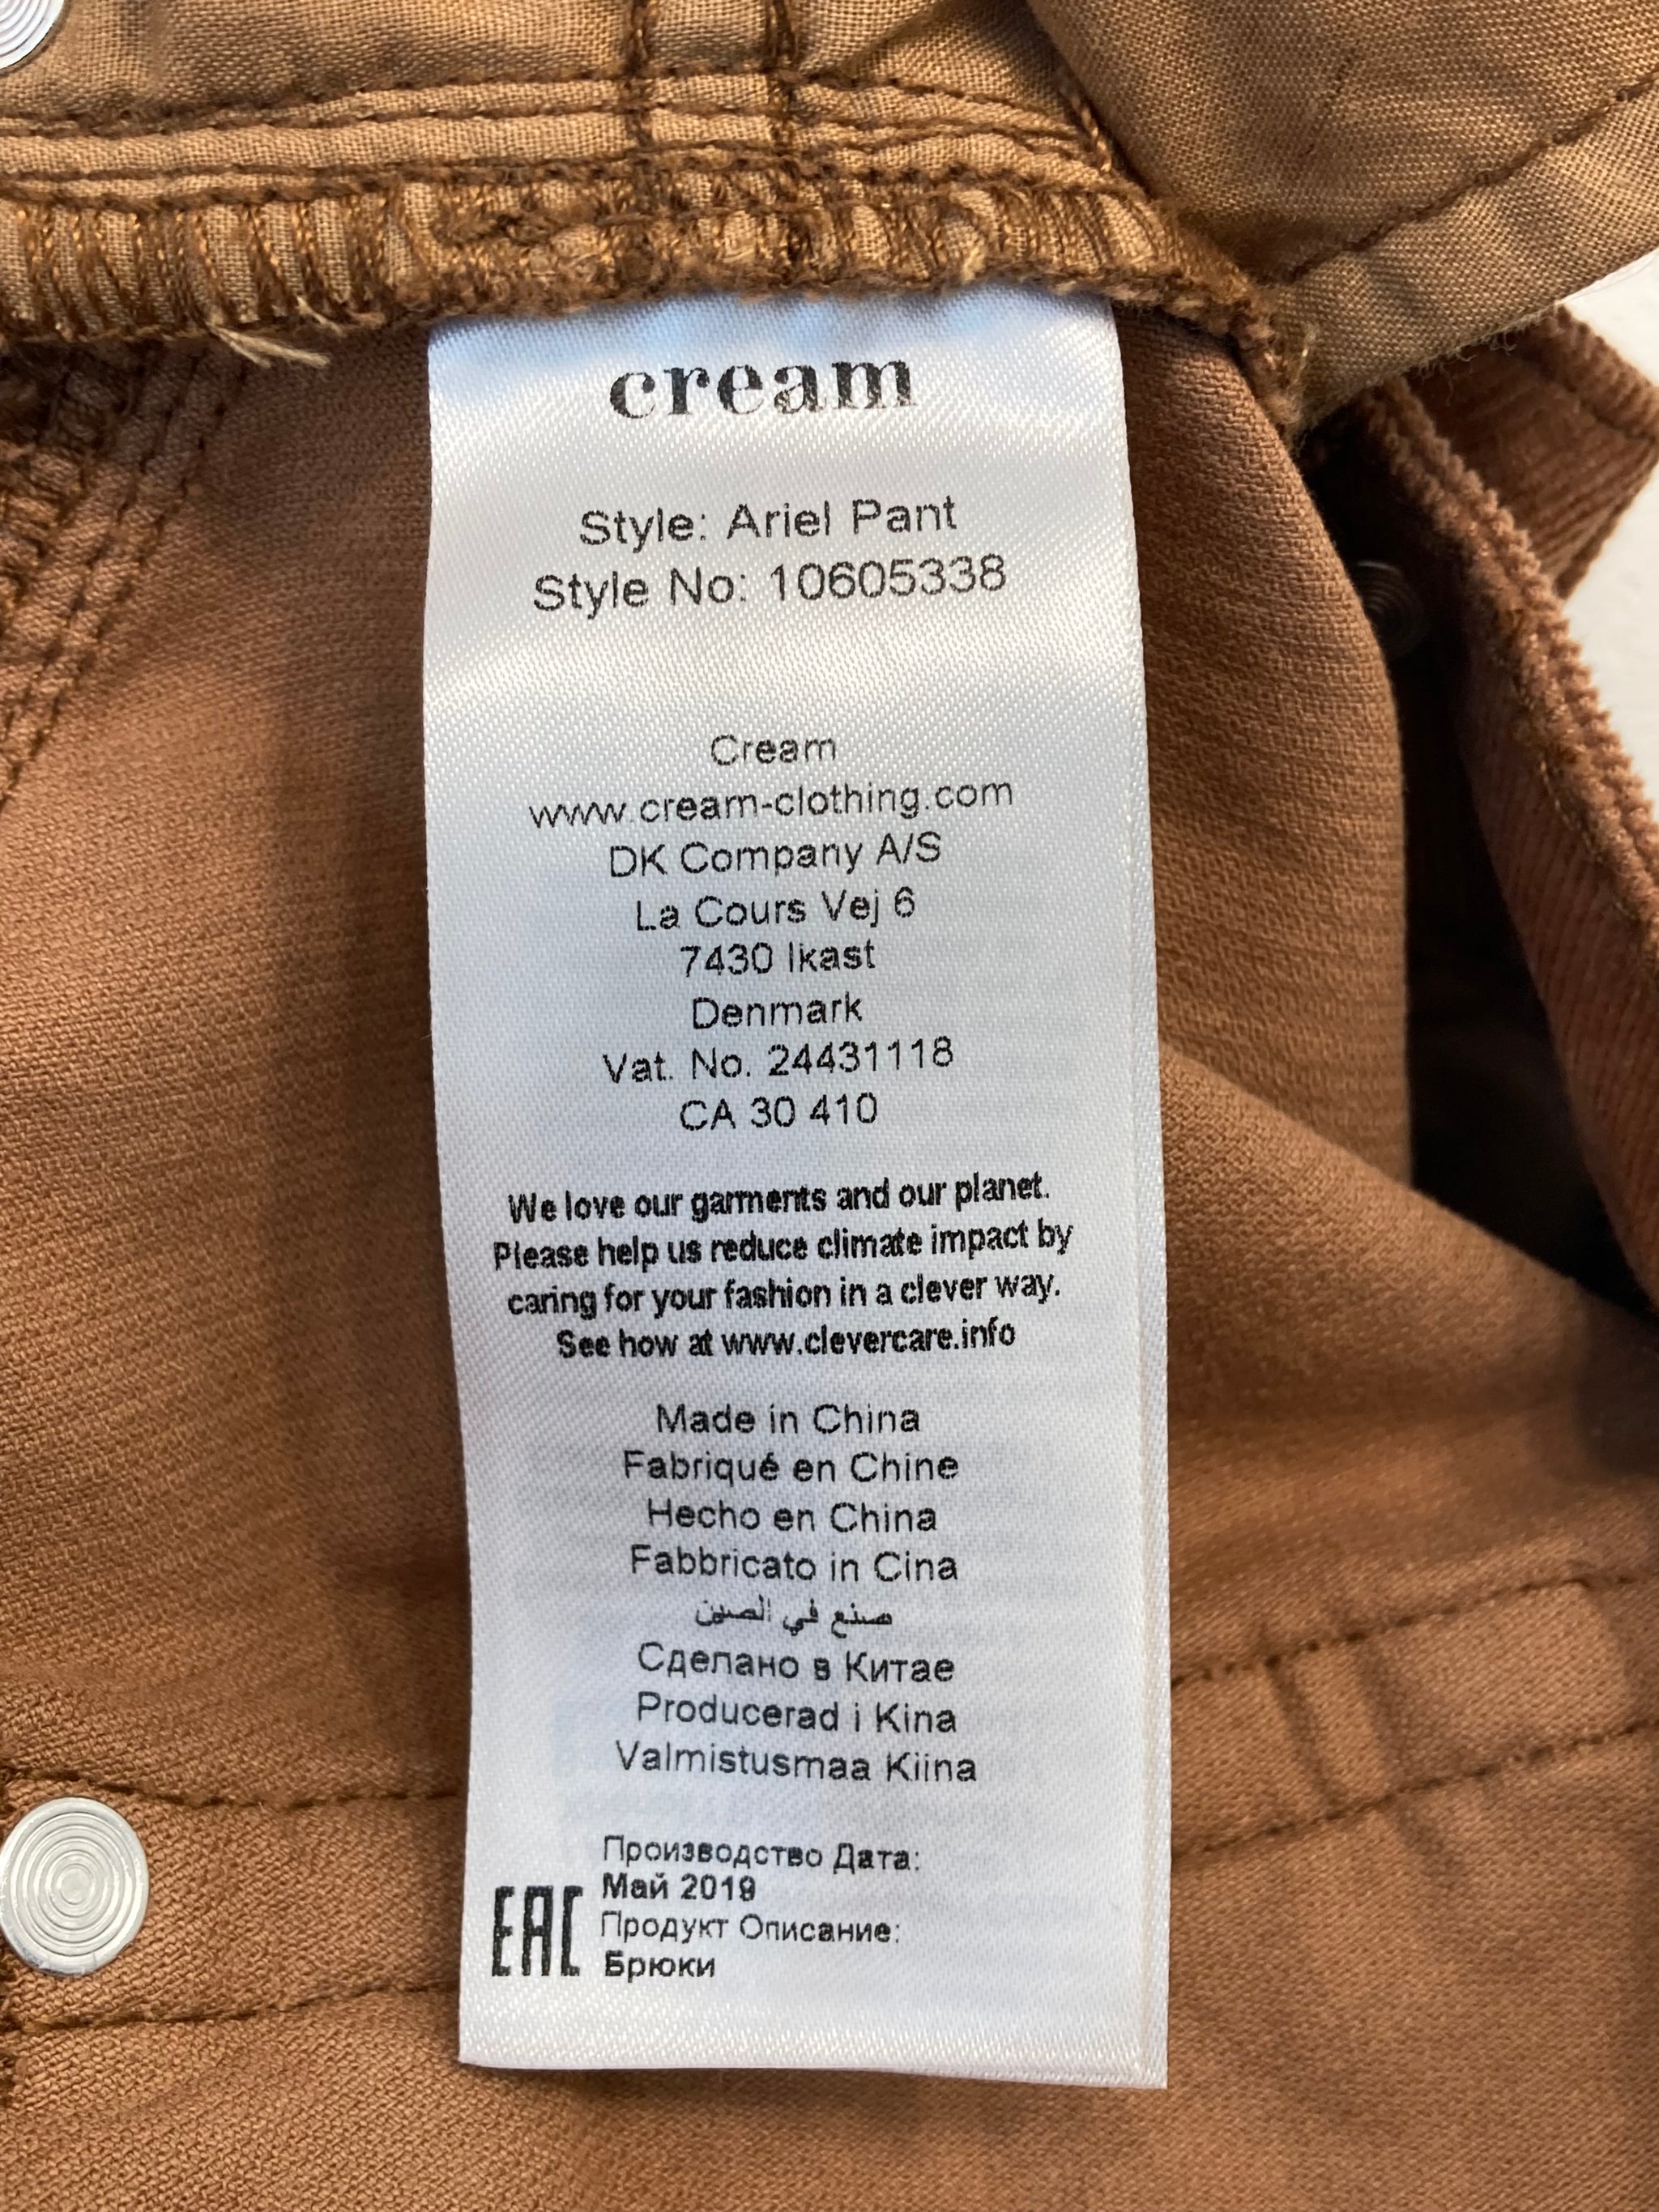 cream
Style: Ariel Pant
Style No: 10605338
Cream
www.cream-clothing.com
DK Company A/S
La Cours Vej 6
7430 Ikast
Denmark
Vat. No. 24431118
CA 30 410
We love our garments and our planet.
Please help us reduce climate impact by
caring for your fashion in a clever way.
See how at www.clevercare.info
Made in China
Fabriqué en Chine
Hecho en China
Fabbricato in Cina
صنع في الصين
Сделано в Китае
Producerad i Kina
Valmistusmaa Kiina
Производство Дата:
Май 2019
Продукт Описание:
Брюки
EAC